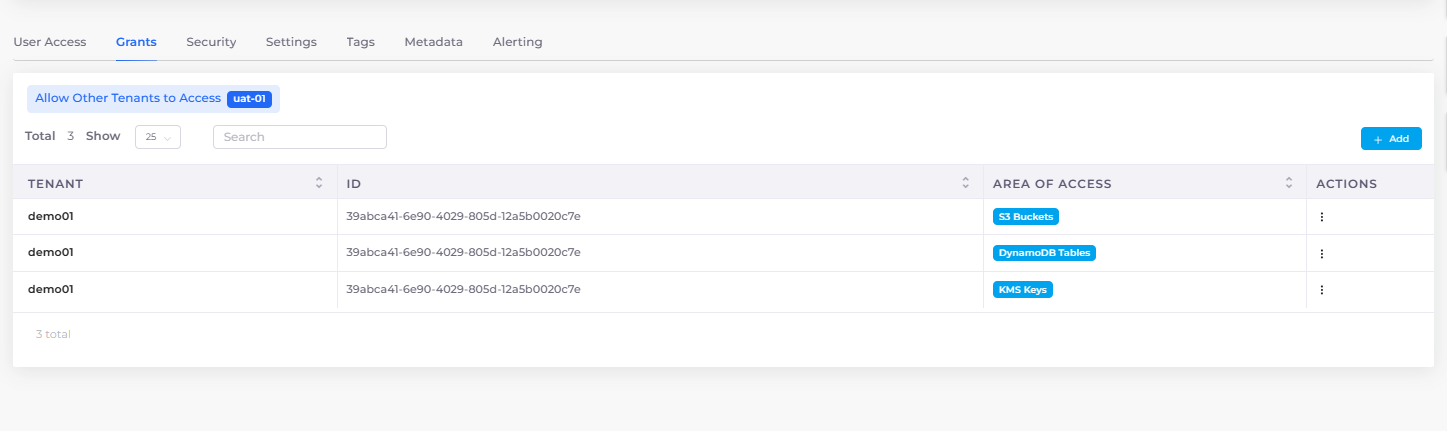 User Access Grants Security Settings Tags Metadata Alerting
Allow Other Tenants to Access uat-01
Total 3 Show 25 Search + Add
TENANT ID AREA OF ACCESS ACTIONS
demo01 39abca41-6e90-4029-805d-12a5b0020c7e S3 Buckets
demo01 39abca41-6e90-4029-805d-12a5b0020c7e DynamoDB Tables
demo01 39abca41-6e90-4029-805d-12a5b0020c7e KMS Keys
3 total